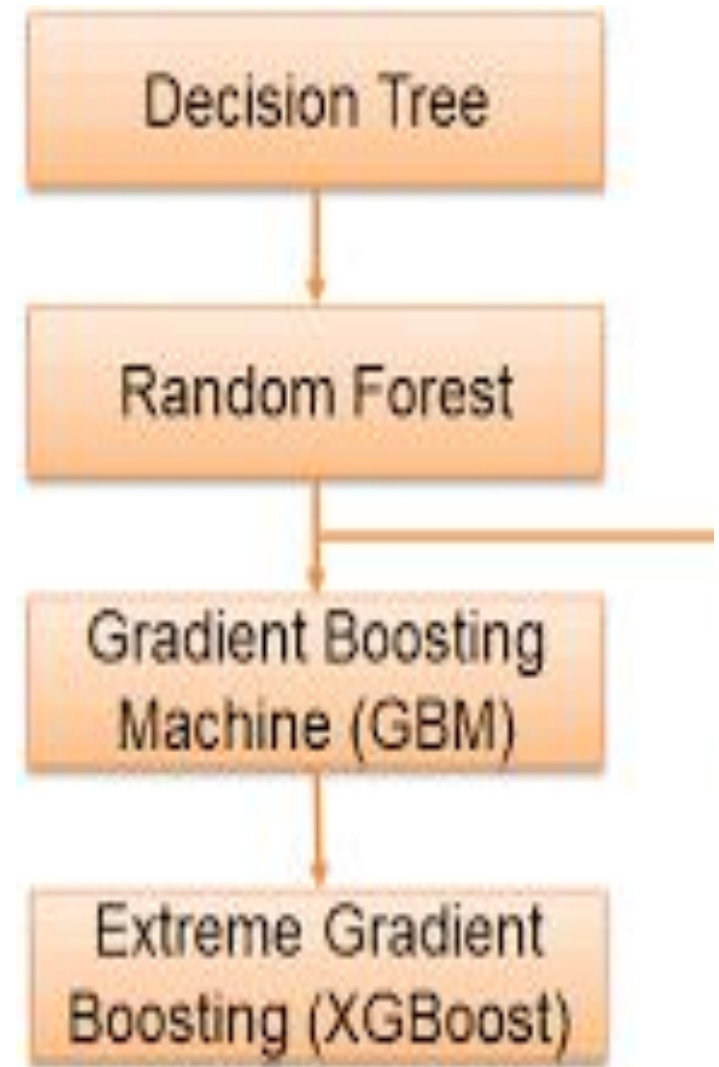 Decision Tree
Random Forest
Gradient Boosting
Machine (GBM)
Extreme Gradient
Boosting (XGBoost)